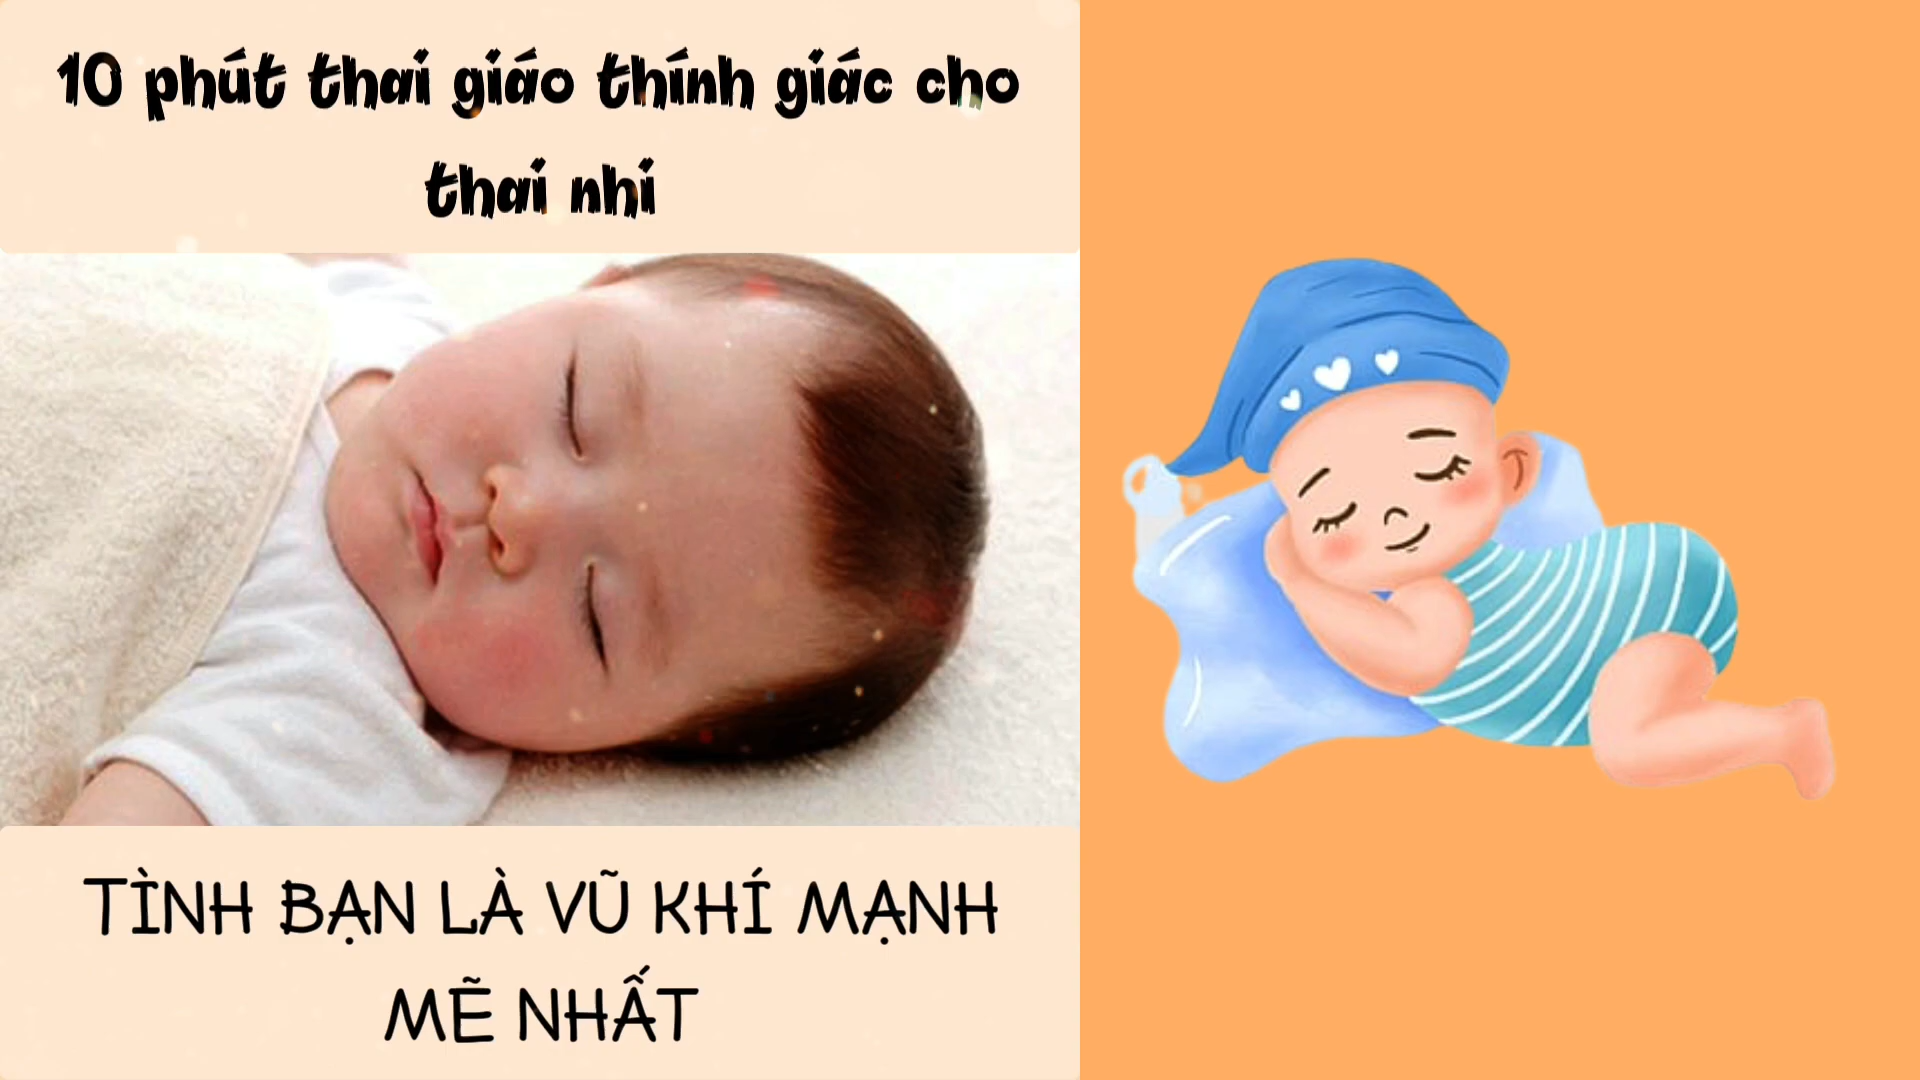 10 phút thai giáo thính giác cho
thai nhi
TÌNH BẠN LÀ VŨ KHÍ MẠNH
MẼ NHẤT